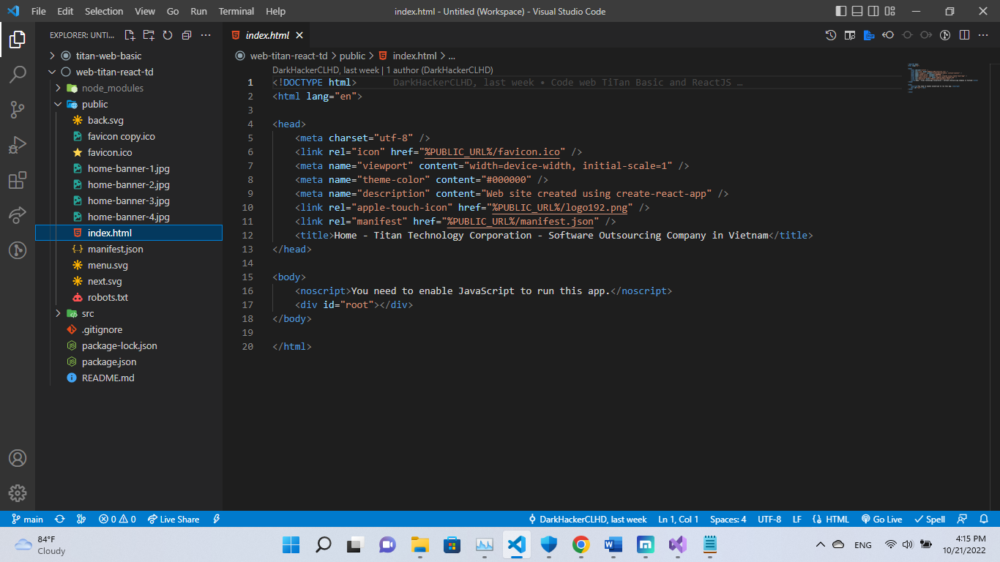 File Edit Selection View Go Run Terminal Help
index.html - Untitled (Workspace) - Visual Studio Code
EXPLORER: UNTI...
titan-web-basic
web-titan-react-td
node_modules
public
back.svg
favicon copy.ico
favicon.ico
home-banner-1.jpg
home-banner-2.jpg
home-banner-3.jpg
home-banner-4.jpg
index.html
manifest.json
menu.svg
next.svg
robots.txt
src
.gitignore
package-lock.json
package.json
README.md
index.html
web-titan-react-td > public > index.html > ...
DarkHackerCLHD, last week | 1 author (DarkHackerCLHD)
1 <!DOCTYPE html> DarkHackerCLHD, last week • Code web TiTan Basic and ReactJS …
2 <html lang="en">
3
4 <head>
5 <meta charset="utf-8" />
6 <link rel="icon" href="%PUBLIC_URL%/favicon.ico" />
7 <meta name="viewport" content="width=device-width, initial-scale=1" />
8 <meta name="theme-color" content="#000000" />
9 <meta name="description" content="Web site created using create-react-app" />
10 <link rel="apple-touch-icon" href="%PUBLIC_URL%/logo192.png" />
11 <link rel="manifest" href="%PUBLIC_URL%/manifest.json" />
12 <title>Home - Titan Technology Corporation - Software Outsourcing Company in Vietnam</title>
13 </head>
14
15 <body>
16 <noscript>You need to enable JavaScript to run this app.</noscript>
17 <div id="root"></div>
18 </body>
19
20 </html>
main 0 0 Live Share DarkHackerCLHD, last week Ln 1, Col 1 Spaces: 4 UTF-8 LF HTML Go Live Spell
84°F
Cloudy
ENG
4:15 PM
10/21/2022